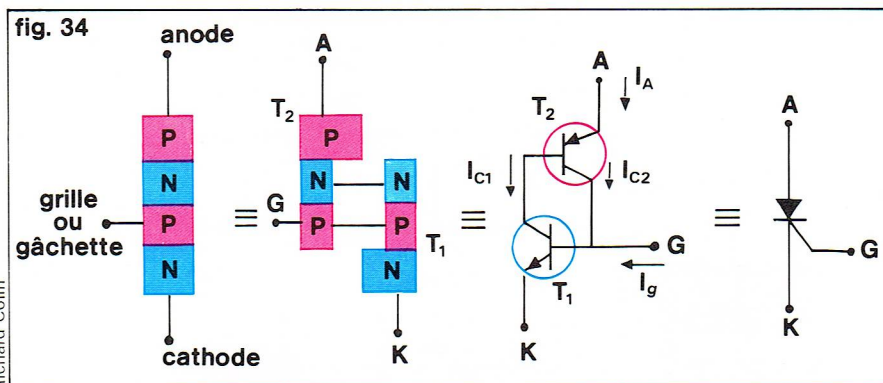 fig. 34
anode
P
N
P
N
grille
ou
gâchette
cathode
≡
A
T2
P
N
N
G
P
P
N
T1
K
≡
A
IA
T2
IC1
IC2
G
Ig
T1
K
≡
A
G
K